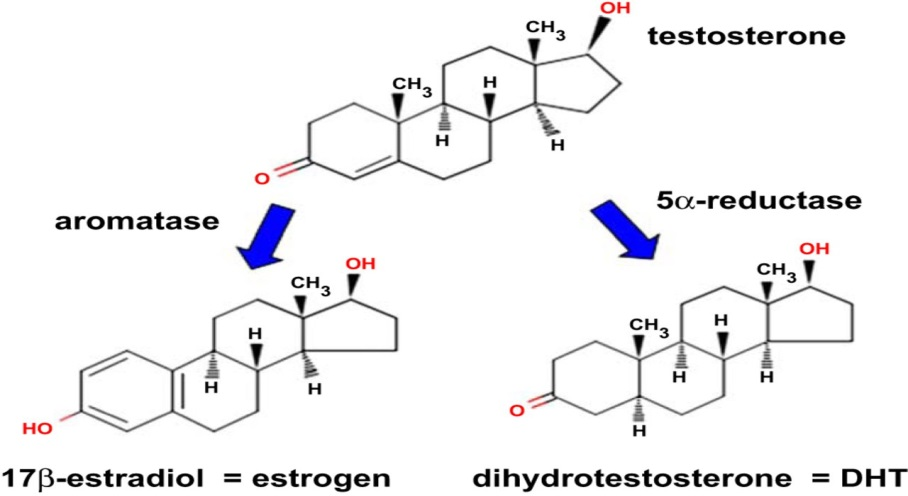 OH
CH3
testosterone
CH3
H
H
H
O
aromatase
5α-reductase
OH
CH3
H
H
H
HO
OH
CH3
CH3
H
H
H
O
H
17β-estradiol = estrogen
dihydrotestosterone = DHT